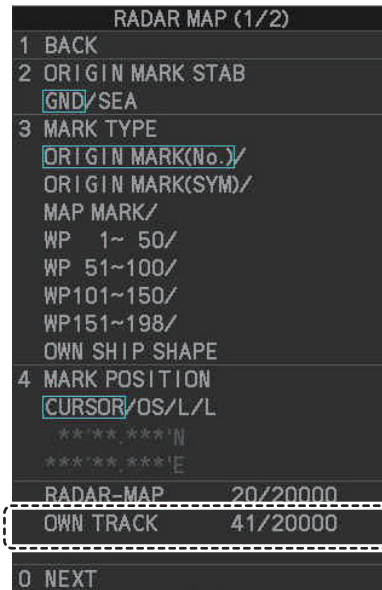 RADAR MAP (1/2)
1 BACK
2 ORIGIN MARK STAB
GND/SEA
3 MARK TYPE
ORIGIN MARK(No.)/
ORIGIN MARK(SYM)/
MAP MARK/
WP 1~ 50/
WP 51~100/
WP101~150/
WP151~198/
OWN SHIP SHAPE
4 MARK POSITION
CURSOR/OS/L/L
**°**.***'N
***°**.***'E
RADAR-MAP 20/20000
OWN TRACK 41/20000
0 NEXT